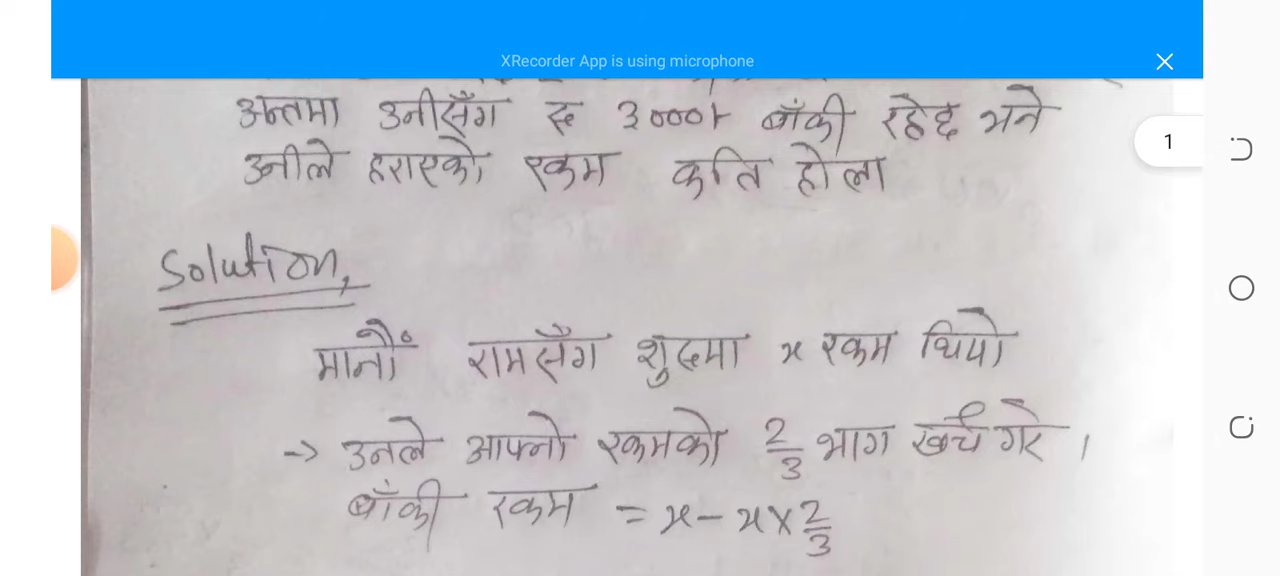 XRecorder App is using microphone
अन्तमा उनीसँग रु 3000/- बाँकी रहेछ भने
1
उनीले हराएको रकम कति होला
Solution,
मानौं रामसँग शुरुमा x रकम थियो
→ उनले आफ्नो रकमको 2/3 भाग खर्च गरे ।
बाँकी रकम = x - x × 2/3